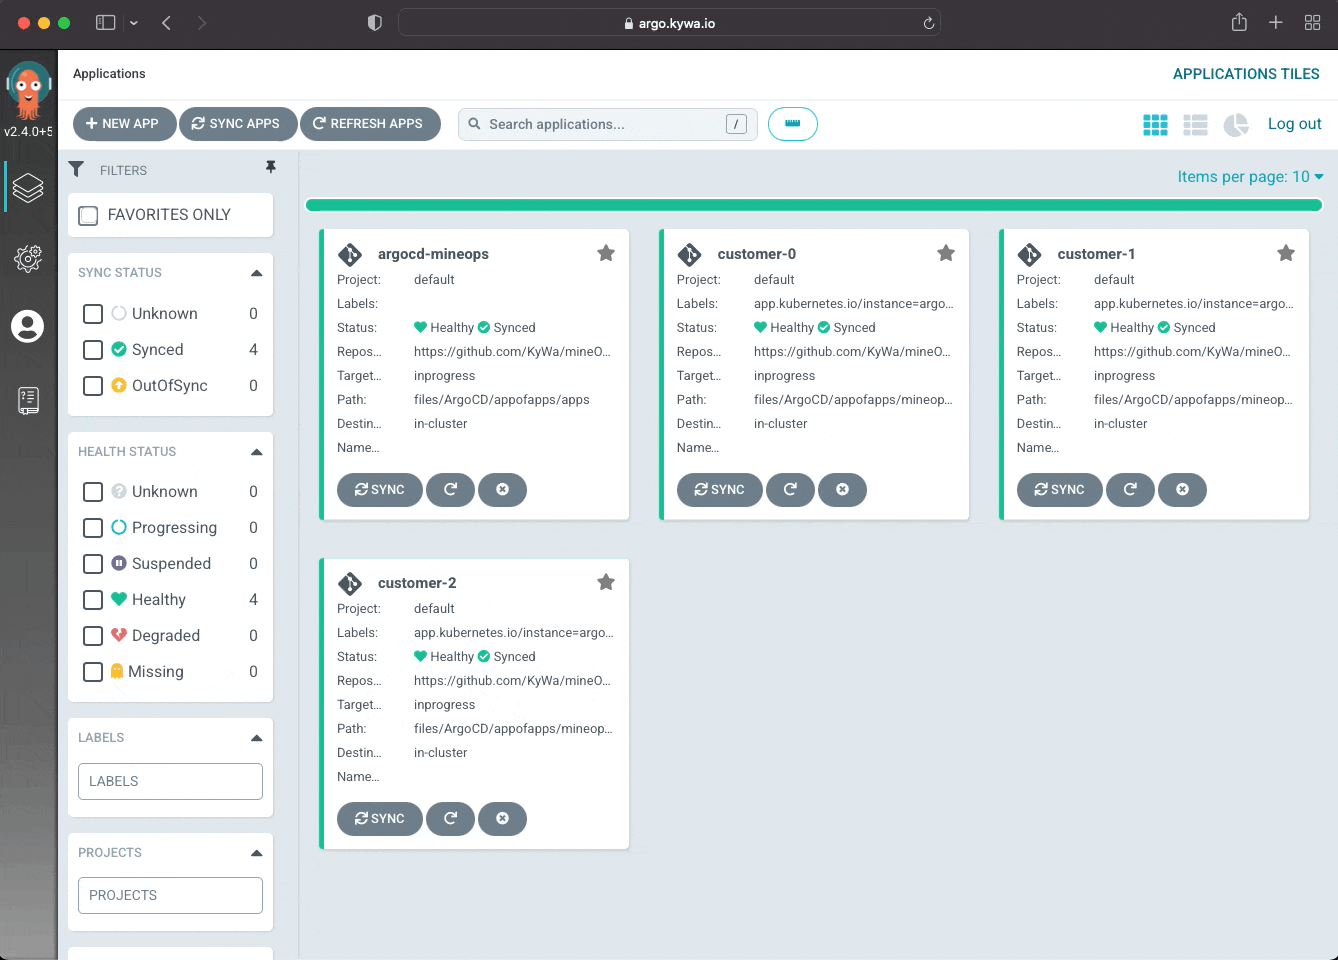 argo.kywa.io
Applications
APPLICATIONS TILES
v2.4.0+5
NEW APP
SYNC APPS
REFRESH APPS
Search applications...
/
Log out
FILTERS
Items per page: 10
FAVORITES ONLY
SYNC STATUS
Unknown 0
Synced 4
OutOfSync 0
HEALTH STATUS
Unknown 0
Progressing 0
Suspended 0
Healthy 4
Degraded 0
Missing 0
LABELS
LABELS
PROJECTS
PROJECTS
argocd-mineops
Project: default
Labels:
Status: Healthy Synced
Repos... https://github.com/KyWa/mineO...
Target... inprogress
Path: files/ArgoCD/appofapps/apps
Destin... in-cluster
Name...
SYNC
customer-0
Project: default
Labels: app.kubernetes.io/instance=argo...
Status: Healthy Synced
Repos... https://github.com/KyWa/mineO...
Target... inprogress
Path: files/ArgoCD/appofapps/mineop...
Destin... in-cluster
Name...
SYNC
customer-1
Project: default
Labels: app.kubernetes.io/instance=argo...
Status: Healthy Synced
Repos... https://github.com/KyWa/mineO...
Target... inprogress
Path: files/ArgoCD/appofapps/mineop...
Destin... in-cluster
Name...
SYNC
customer-2
Project: default
Labels: app.kubernetes.io/instance=argo...
Status: Healthy Synced
Repos... https://github.com/KyWa/mineO...
Target... inprogress
Path: files/ArgoCD/appofapps/mineop...
Destin... in-cluster
Name...
SYNC